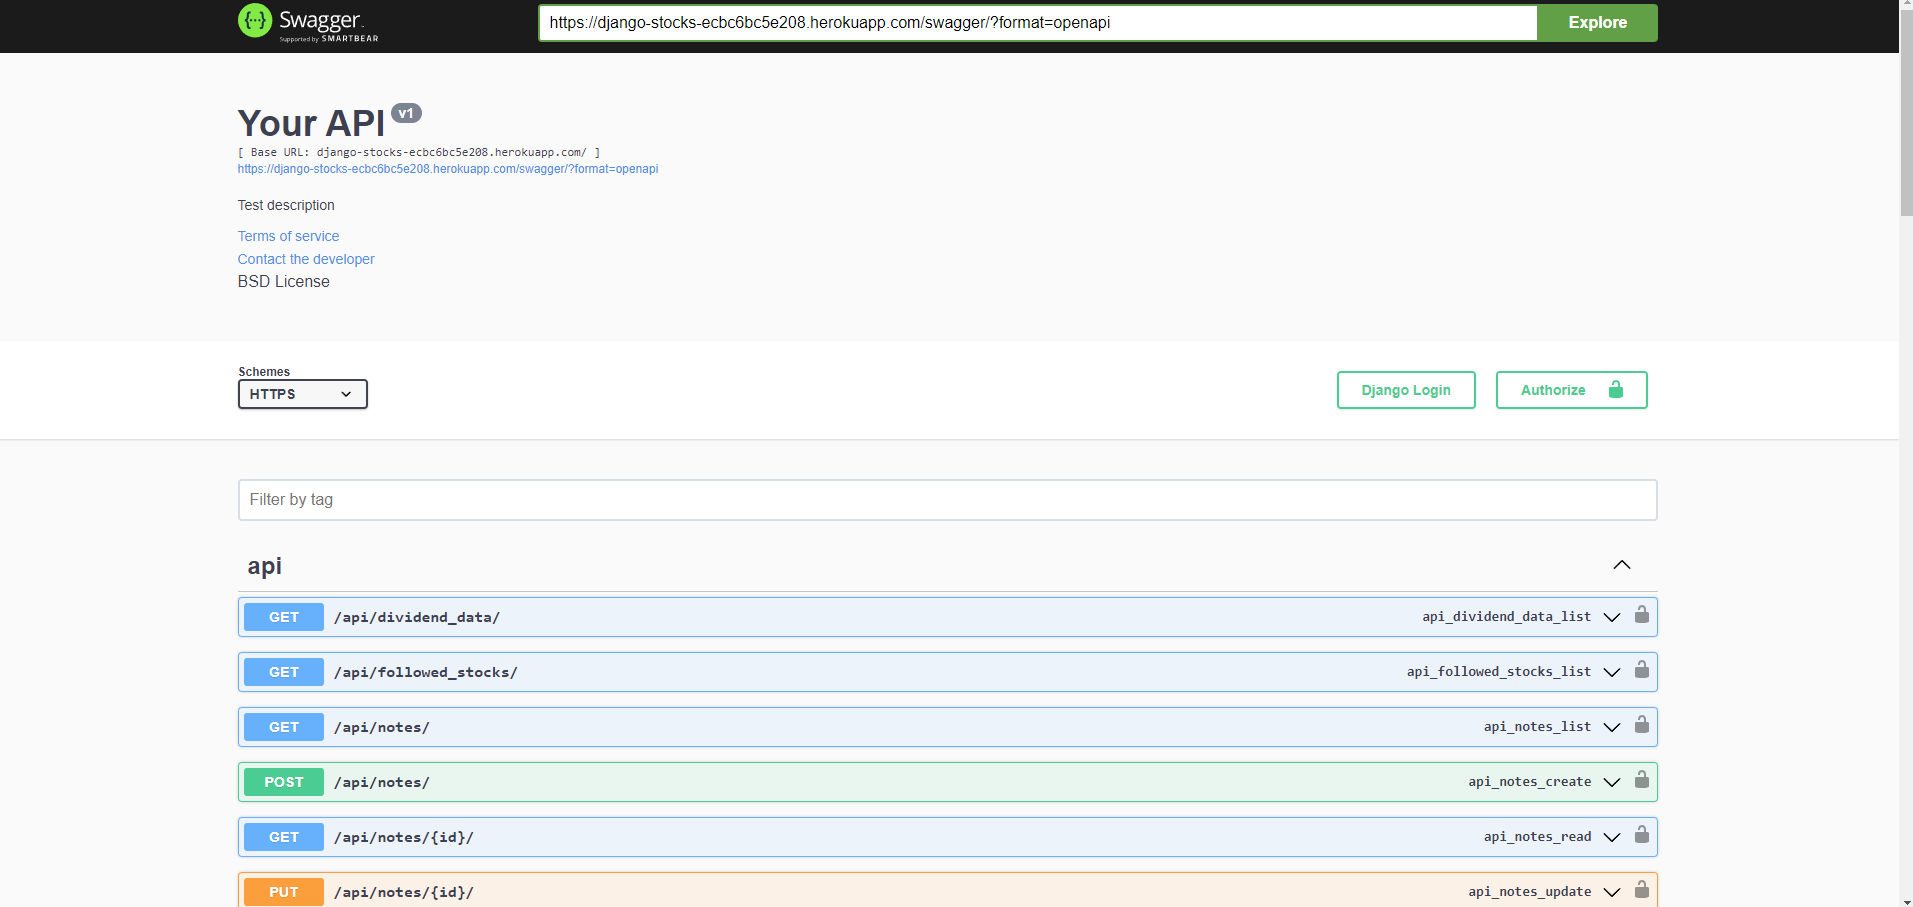 Swagger.
Supported by SMARTBEAR
https://django-stocks-ecbc6bc5e208.herokuapp.com/swagger/?format=openapi
Explore
Your API v1
[ Base URL: django-stocks-ecbc6bc5e208.herokuapp.com/ ]
https://django-stocks-ecbc6bc5e208.herokuapp.com/swagger/?format=openapi
Test description
Terms of service
Contact the developer
BSD License
Schemes
HTTPS
Django Login
Authorize
Filter by tag
api
GET /api/dividend_data/ api_dividend_data_list
GET /api/followed_stocks/ api_followed_stocks_list
GET /api/notes/ api_notes_list
POST /api/notes/ api_notes_create
GET /api/notes/{id}/ api_notes_read
PUT /api/notes/{id}/ api_notes_update